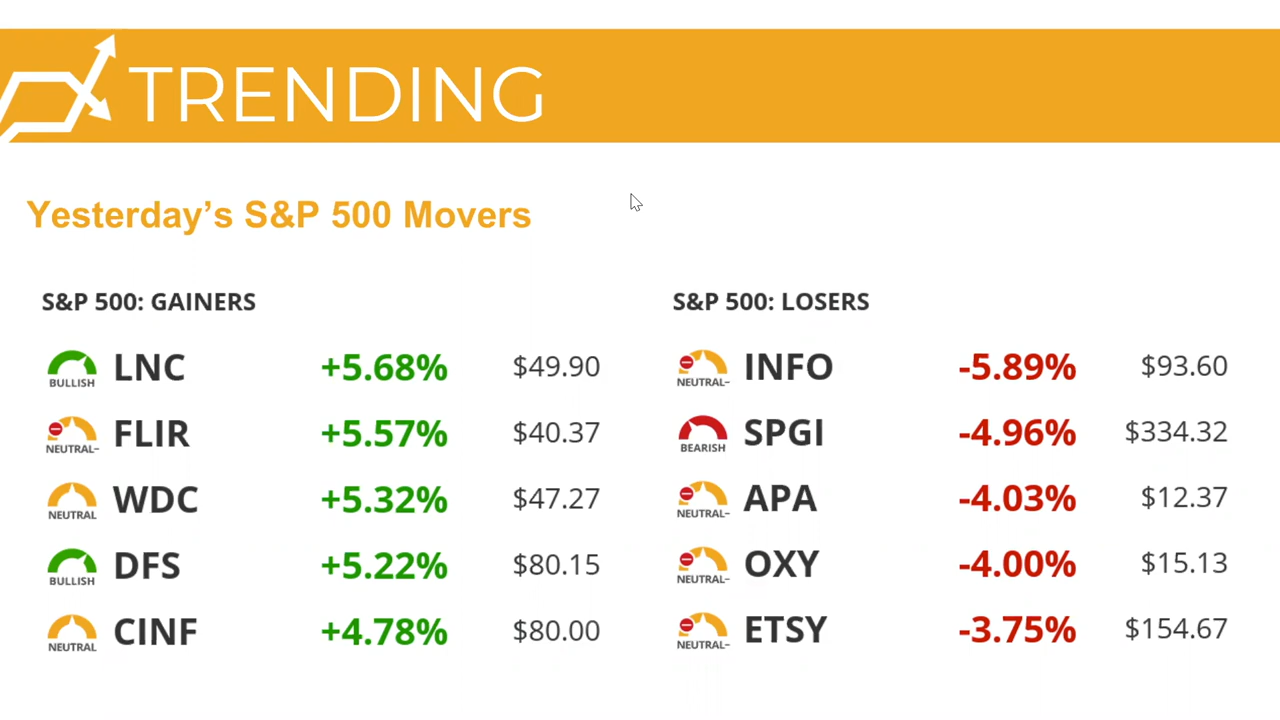 TRENDING
Yesterday’s S&P 500 Movers
S&P 500: GAINERS
BULLISH LNC +5.68% $49.90
NEUTRAL- FLIR +5.57% $40.37
NEUTRAL WDC +5.32% $47.27
BULLISH DFS +5.22% $80.15
NEUTRAL CINF +4.78% $80.00
S&P 500: LOSERS
NEUTRAL- INFO -5.89% $93.60
BEARISH SPGI -4.96% $334.32
NEUTRAL- APA -4.03% $12.37
NEUTRAL- OXY -4.00% $15.13
NEUTRAL- ETSY -3.75% $154.67